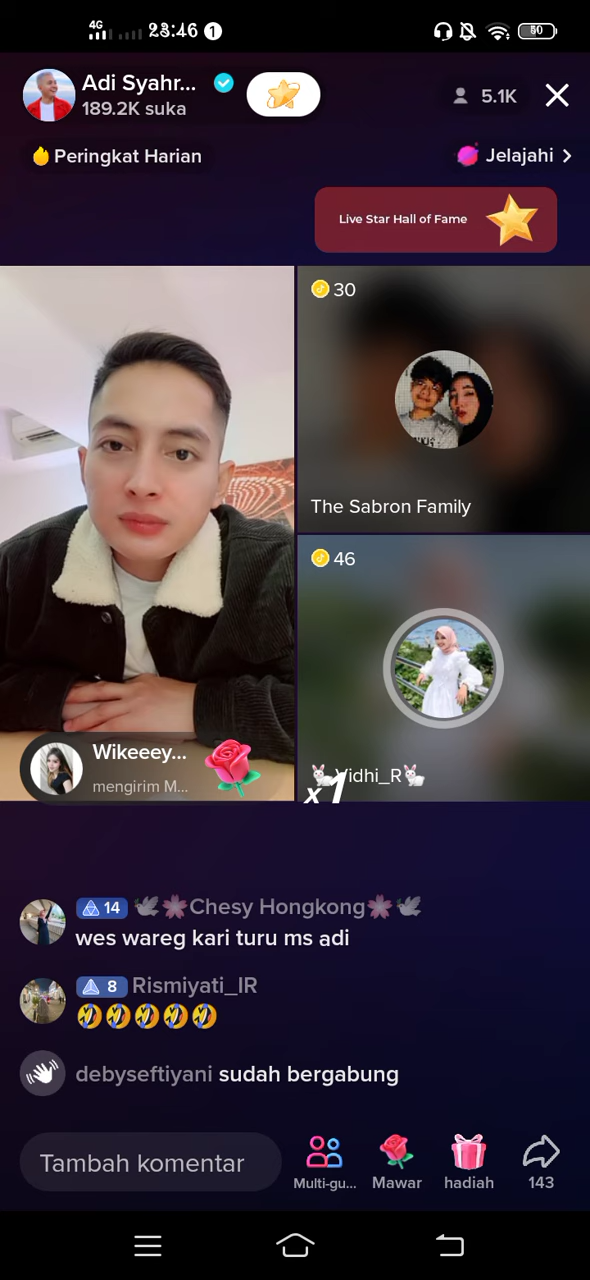 4G 23:46 1 50
Adi Syahr...
189.2K suka
5.1K
Peringkat Harian
Jelajahi
Live Star Hall of Fame
30
The Sabron Family
46
Vidhi_R
x1
Wikeeey...
mengirim M...
14 Chesy Hongkong
wes wareg kari turu ms adi
8 Rismiyati_IR
debyseftiyani sudah bergabung
Tambah komentar
Multi-gu... Mawar hadiah 143